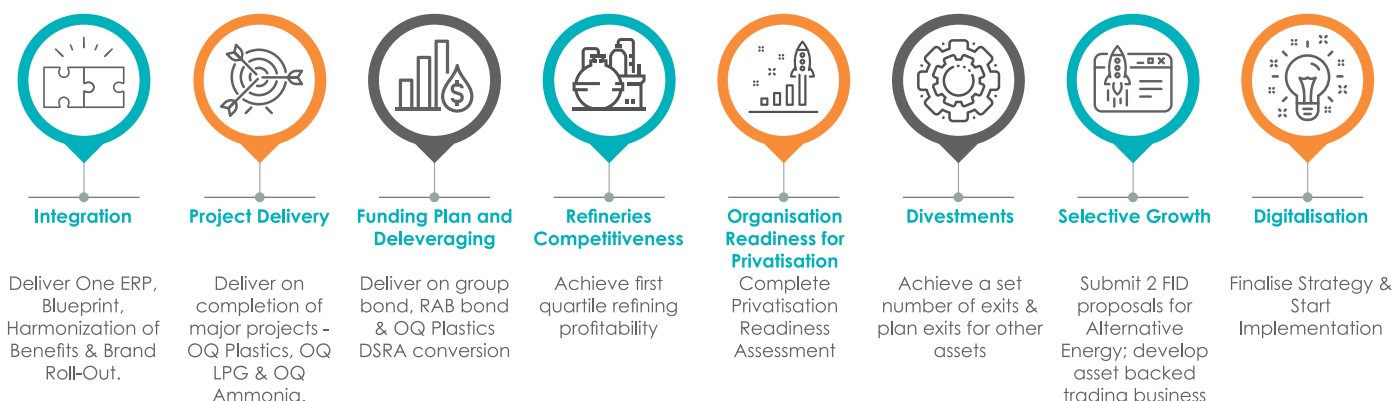 Integration
Deliver One ERP,
Blueprint,
Harmonization of
Benefits & Brand
Roll-Out.
Project Delivery
Deliver on
completion of
major projects -
OQ Plastics, OQ
LPG & OQ
Ammonia.
Funding Plan and
Deleveraging
Deliver on group
bond, RAB bond
& OQ Plastics
DSRA conversion
Refineries
Competitiveness
Achieve first
quartile refining
profitability
Organisation
Readiness for
Privatisation
Complete
Privatisation
Readiness
Assessment
Divestments
Achieve a set
number of exits &
plan exits for other
assets
Selective Growth
Submit 2 FID
proposals for
Alternative
Energy; develop
asset backed
trading business
Digitalisation
Finalise Strategy &
Start
Implementation